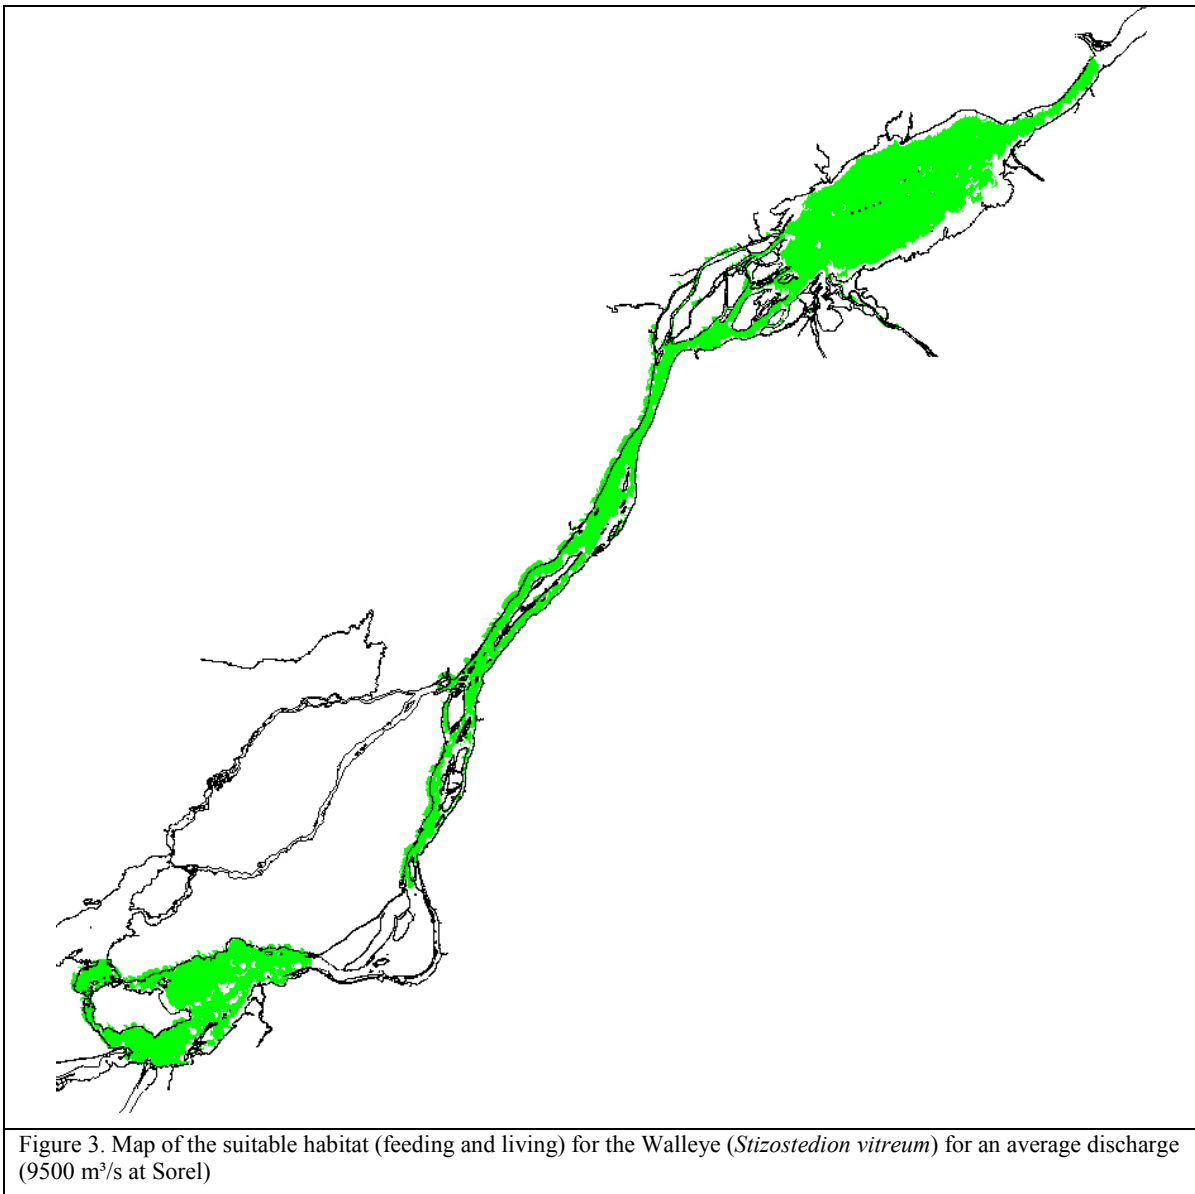 Figure 3. Map of the suitable habitat (feeding and living) for the Walleye (Stizostedion vitreum) for an average discharge
(9500 m³/s at Sorel)